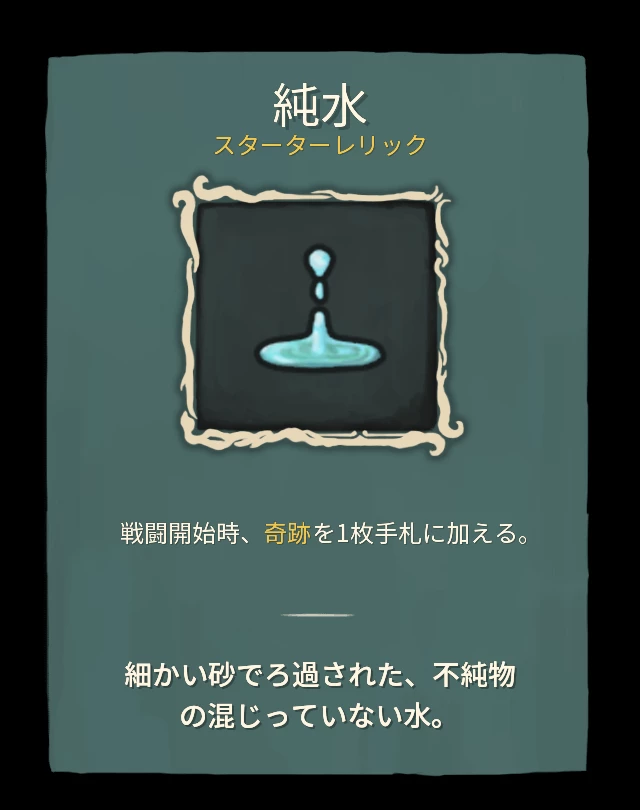 純水
スターターレリック
戦闘開始時、奇跡を1枚手札に加える。
細かい砂でろ過された、不純物
の混じっていない水。